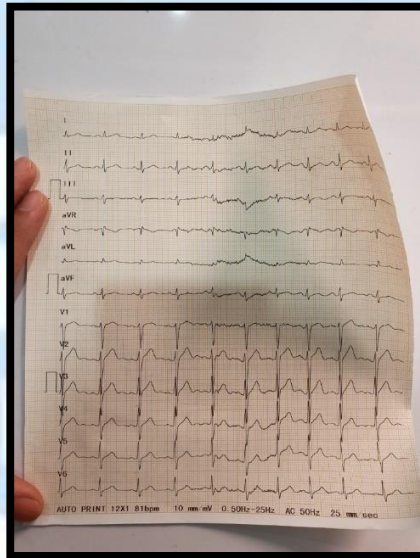 I
II
III
aVR
aVL
aVF
V1
V2
V3
V4
V5
V6
AUTO PRINT 12X1 81bpm 10 mm/mV 0.50Hz-25Hz AC 50Hz 25 mm/sec